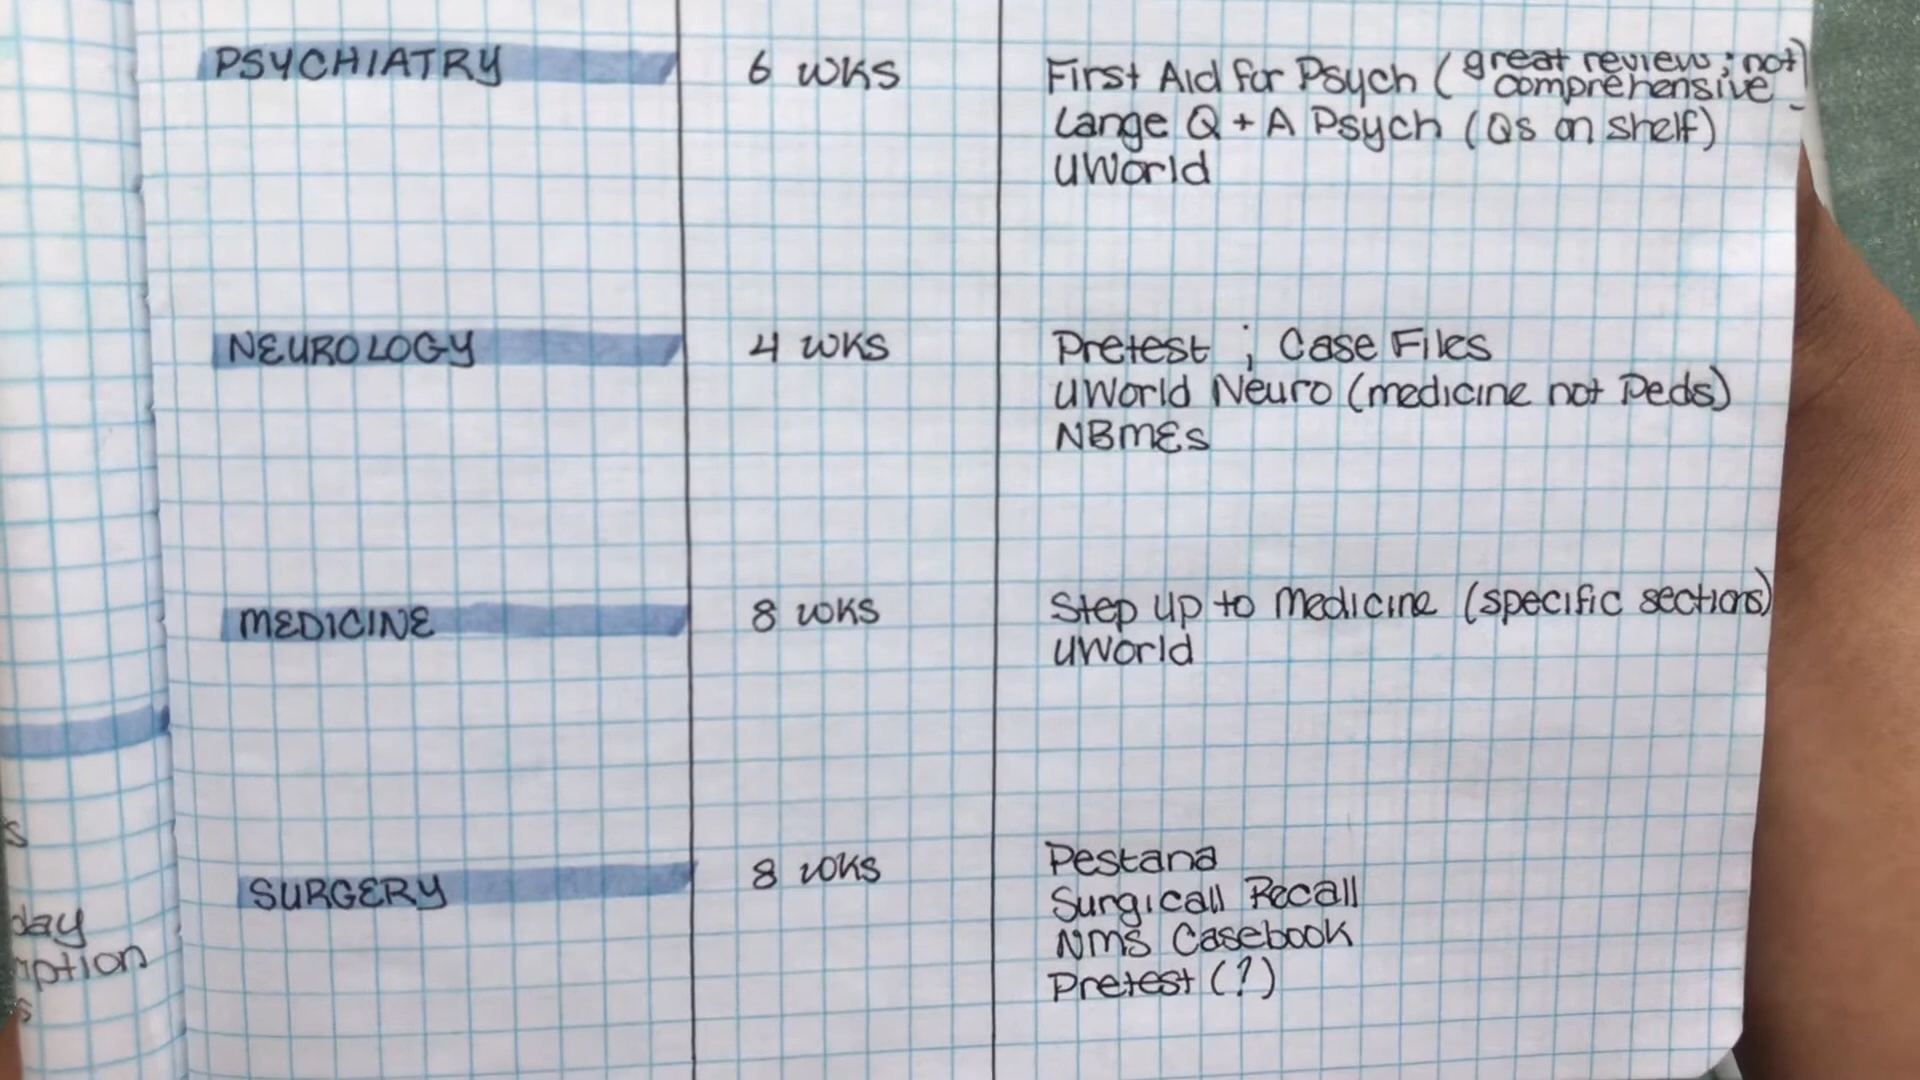 PSYCHIATRY 6 WKS First Aid for Psych (great review; not comprehensive)
Lange Q + A Psych (Qs on shelf)
UWorld
NEUROLOGY 4 WKS Pretest ; Case Files
UWorld Neuro (medicine not Peds)
NBMEs
MEDICINE 8 WKS Step Up to Medicine (specific sections)
UWorld
SURGERY 8 WKS Pestana
Surgicall Recall
NMS Casebook
Pretest (?)
day